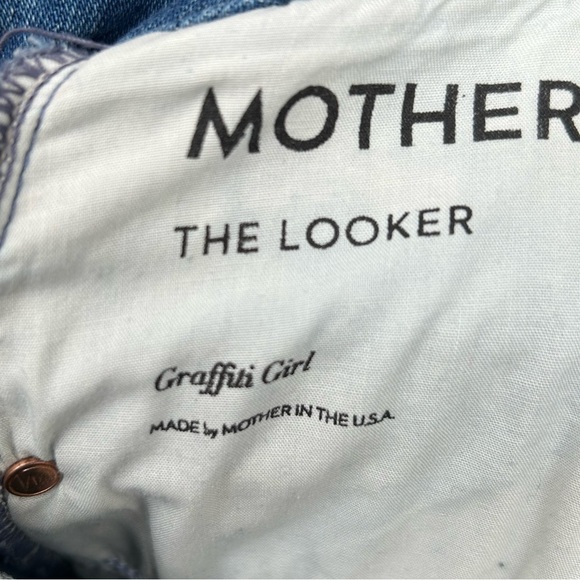 MOTHER
THE LOOKER
Graffiti Girl
MADE by MOTHER IN THE U.S.A.